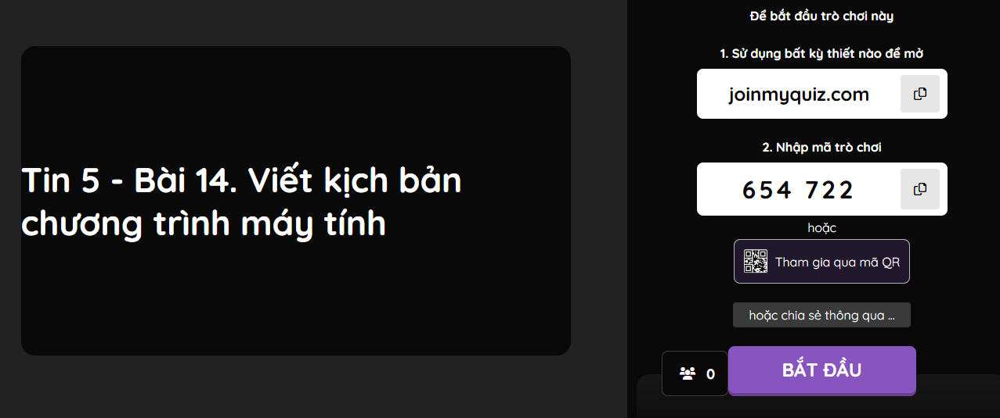 Tin 5 - Bài 14. Viết kịch bản
chương trình máy tính
Để bắt đầu trò chơi này
1. Sử dụng bất kỳ thiết nào để mở
joinmyquiz.com
2. Nhập mã trò chơi
654 722
hoặc
Tham gia qua mã QR
hoặc chia sẻ thông qua ...
0
BẮT ĐẦU